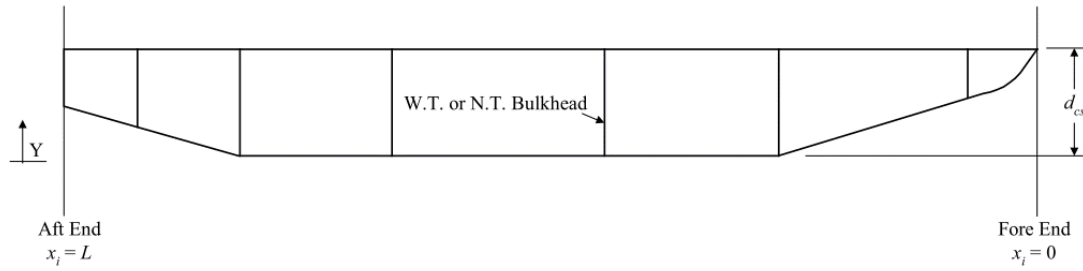 W.T. or N.T. Bulkhead
d_cs
Y
Aft End
x_i = L
Fore End
x_i = 0